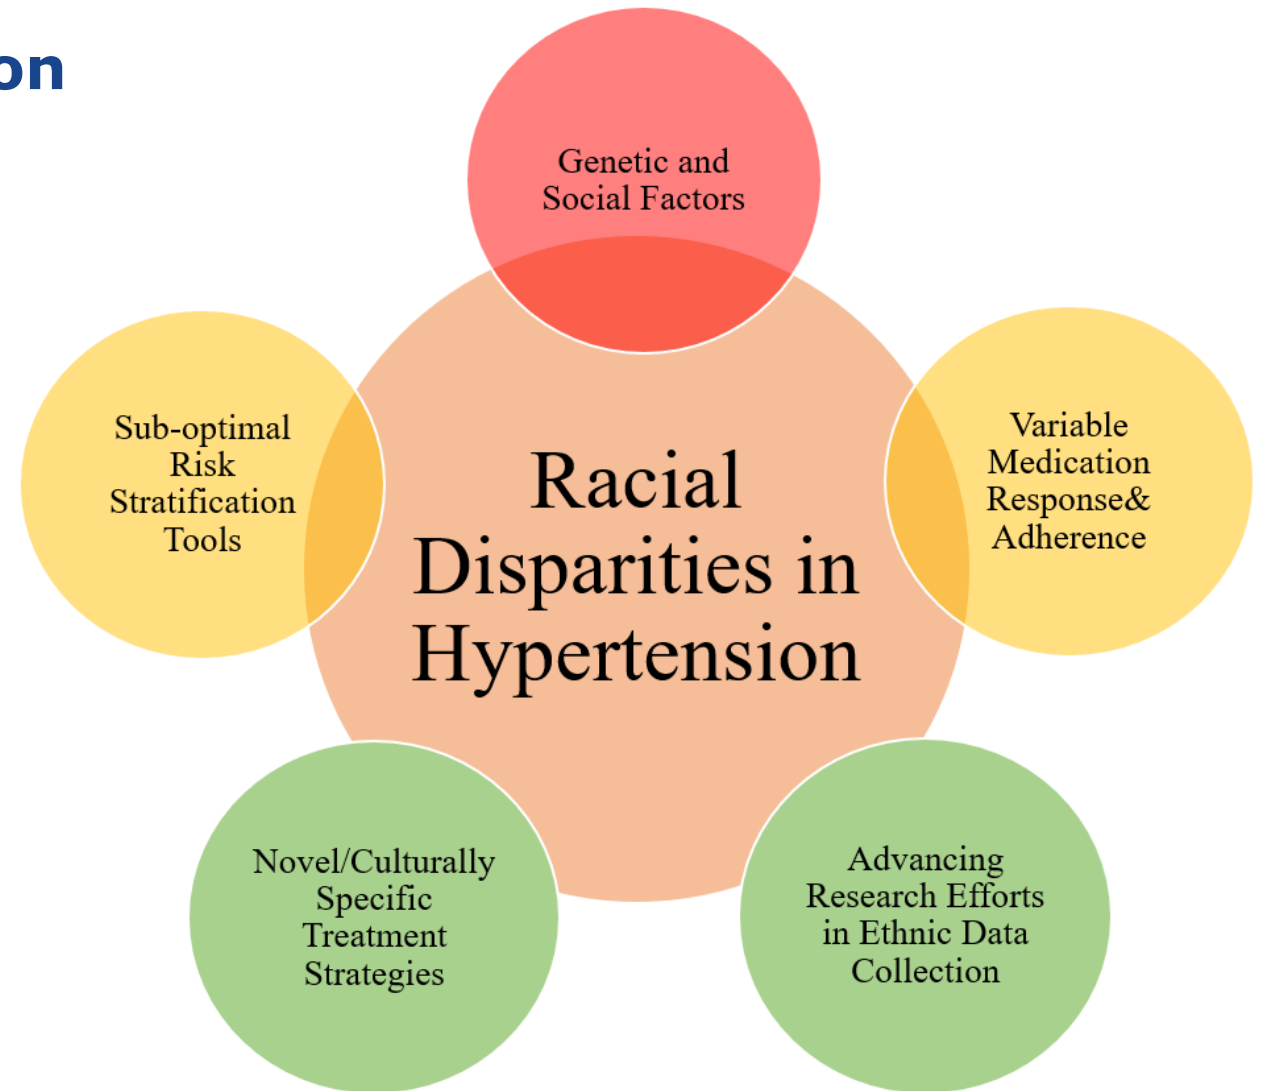 on
Genetic and
Social Factors
Sub-optimal
Risk
Stratification
Tools
Variable
Medication
Response&
Adherence
Racial
Disparities in
Hypertension
Novel/Culturally
Specific
Treatment
Strategies
Advancing
Research Efforts
in Ethnic Data
Collection